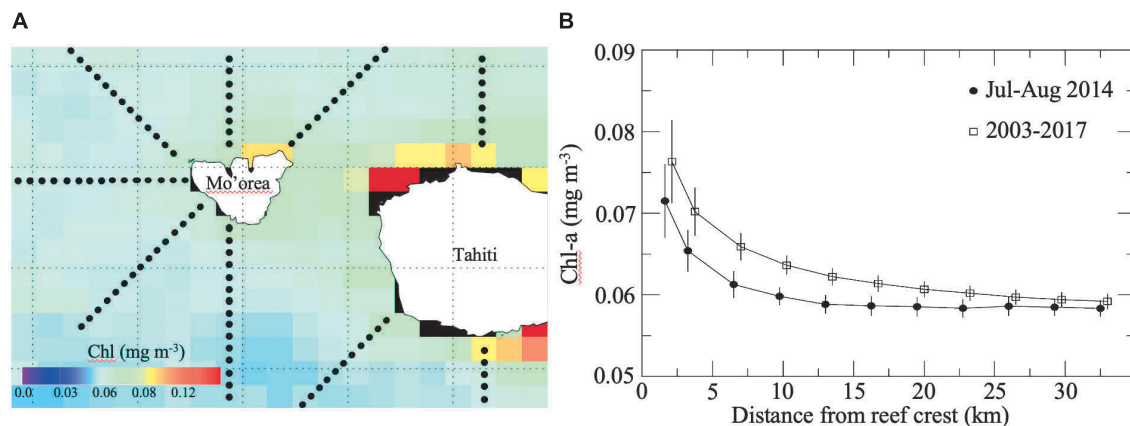 A
Mo’orea
Tahiti
Chl (mg m-3)
0.0 0.03 0.06 0.08 0.12
B
0.09
0.08
0.07
0.06
0.05
Chl-a (mg m-3)
Jul-Aug 2014
2003-2017
0 5 10 15 20 25 30
Distance from reef crest (km)